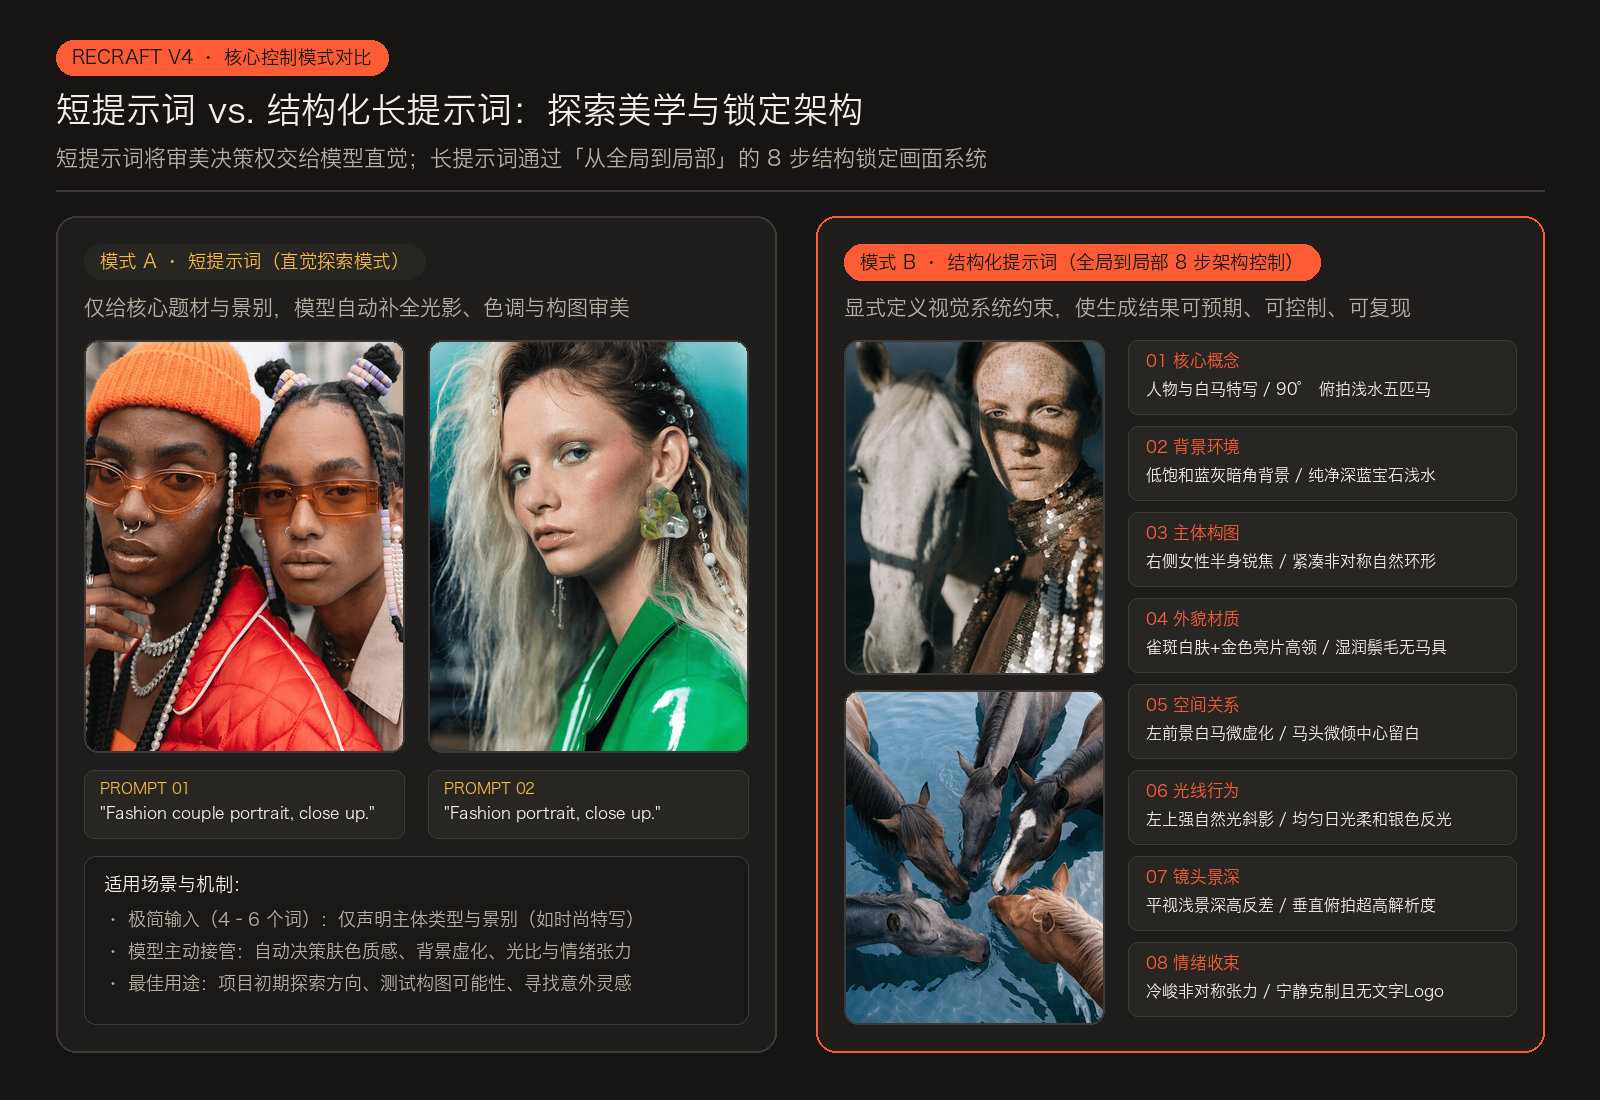 RECRAFT V4 · 核心控制模式对比
短提示词 vs. 结构化长提示词：探索美学与锁定架构
短提示词将审美决策权交给模型直觉；长提示词通过「从全局到局部」的 8 步结构锁定画面系统
模式 A · 短提示词（直觉探索模式）
仅给核心题材与景别，模型自动补全光影、色调与构图审美
PROMPT 01
"Fashion couple portrait, close up."
PROMPT 02
"Fashion portrait, close up."
适用场景与机制：
· 极简输入（4 - 6 个词）：仅声明主体类型与景别（如时尚特写）
· 模型主动接管：自动决策肤色质感、背景虚化、光比与情绪张力
· 最佳用途：项目初期探索方向、测试构图可能性、寻找意外灵感
模式 B · 结构化提示词（全局到局部 8 步架构控制）
显式定义视觉系统约束，使生成结果可预期、可控制、可复现
01 核心概念
人物与白马特写 / 90° 俯拍浅水五匹马
02 背景环境
低饱和蓝灰暗角背景 / 纯净深蓝宝石浅水
03 主体构图
右侧女性半身锐焦 / 紧凑非对称自然环形
04 外貌材质
雀斑白肤+金色亮片高领 / 湿润鬃毛无马具
05 空间关系
左前景白马微虚化 / 马头微倾中心留白
06 光线行为
左上强自然光斜影 / 均匀日光柔和银色反光
07 镜头景深
平视浅景深高反差 / 垂直俯拍超高解析度
08 情绪收束
冷峻非对称张力 / 宁静克制且无文字Logo